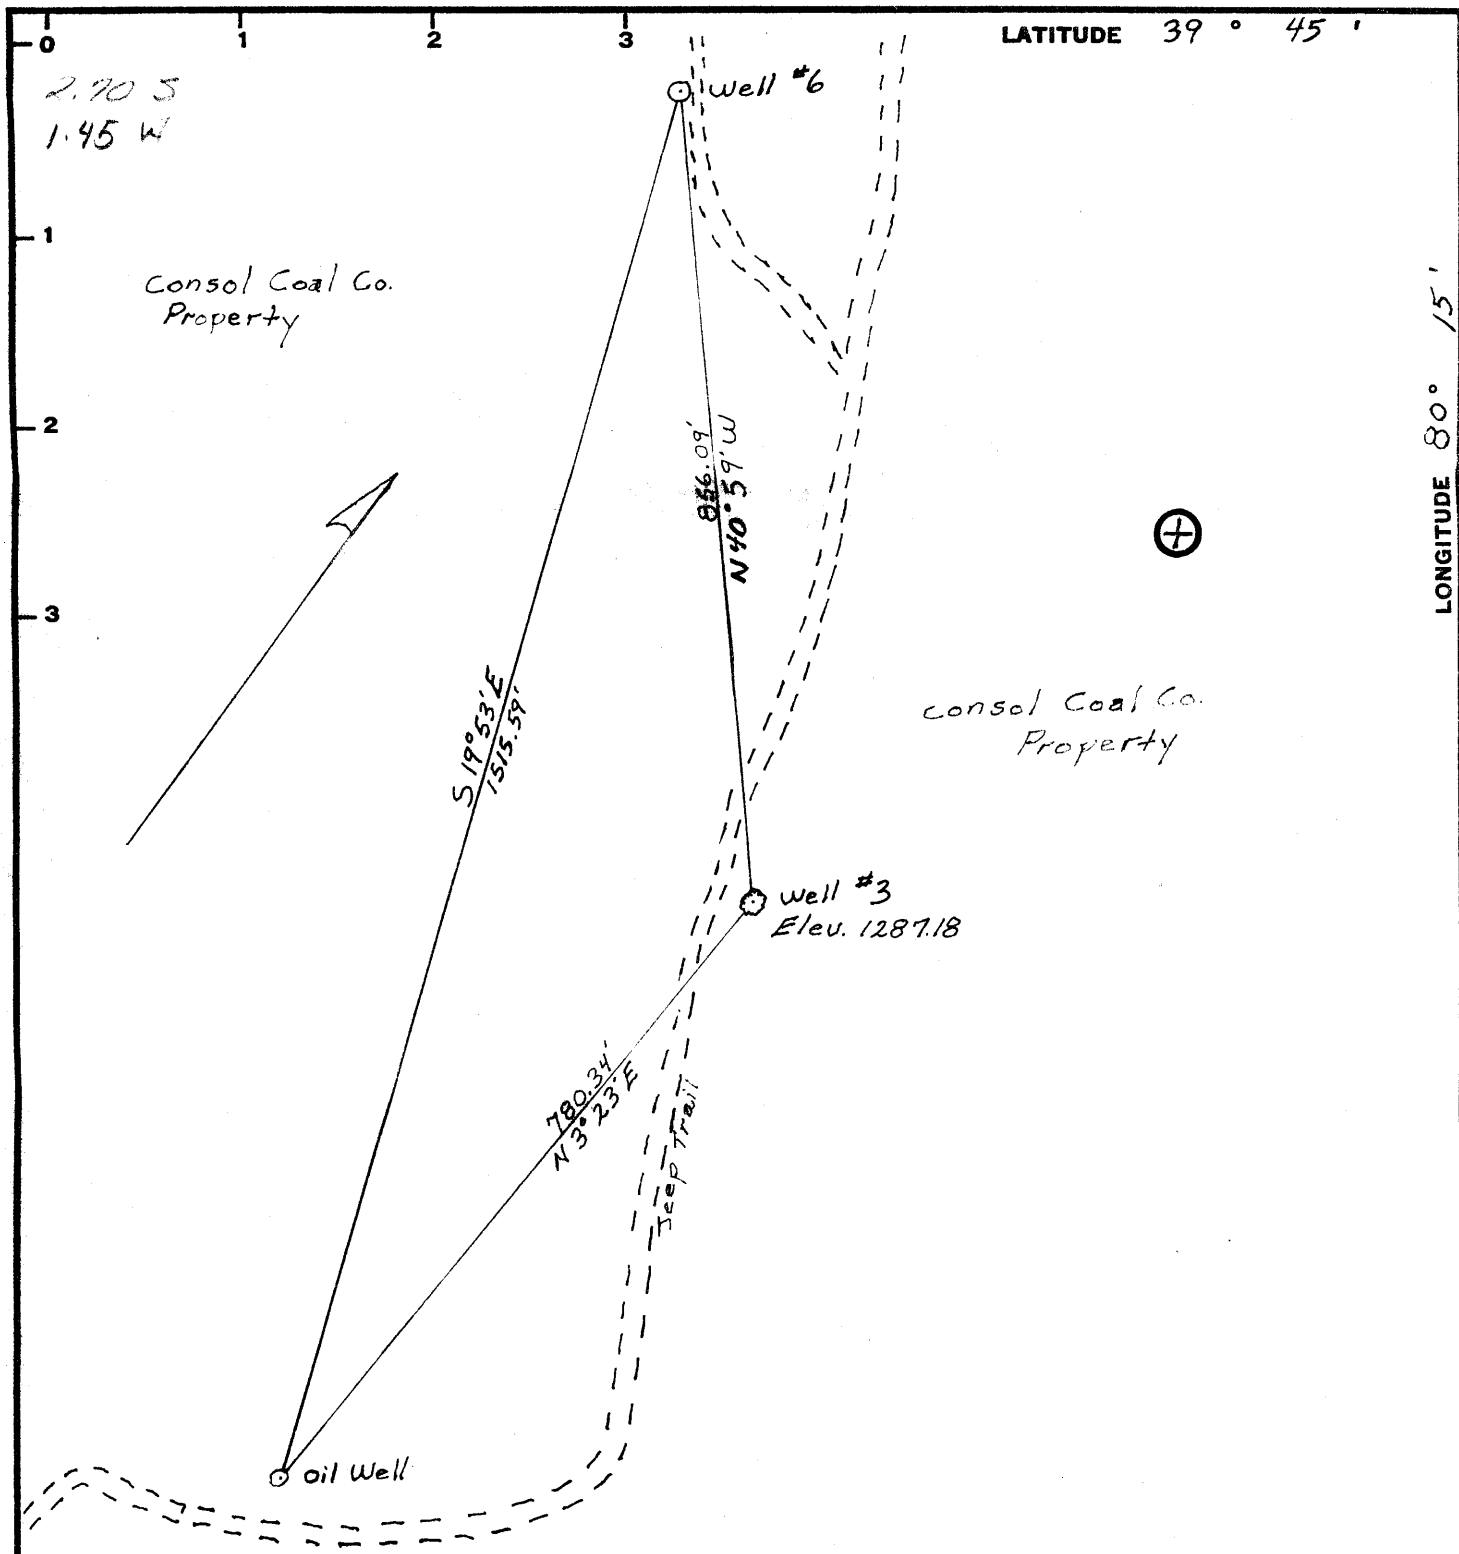 0 1 2 3 LATITUDE 39 ° 45 '
2.70 S
1.45 W
Well #6
1
Consol Coal Co.
Property
LONGITUDE 80° 15'
2
856.09'
N 40° 59' W
3
S 19° 53' E
1515.59'
Consol Coal Co.
Property
Well #3
Elev. 1287.18
780.34'
N 3° 23' E
Jeep Trail
Oil Well